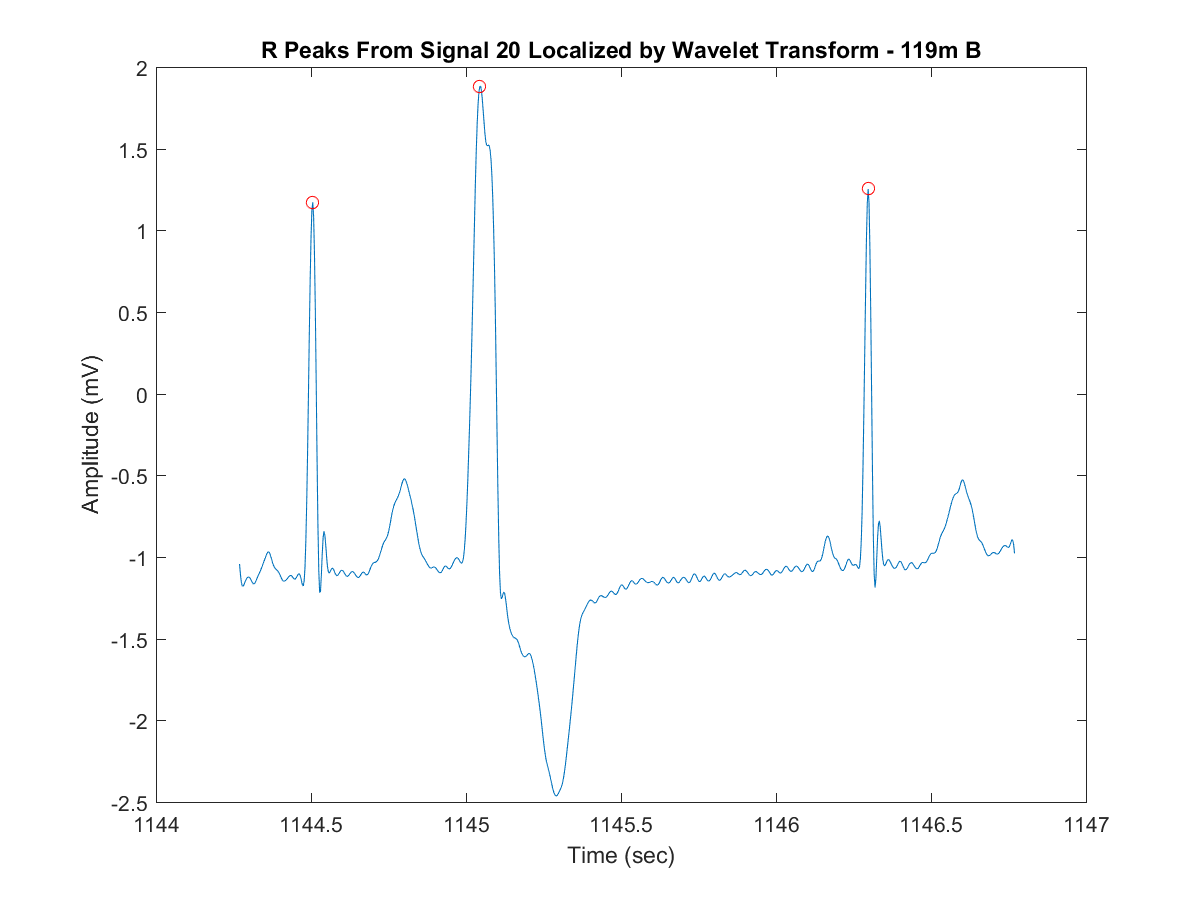 R Peaks From Signal 20 Localized by Wavelet Transform - 119m B
2
1.5
1
0.5
0
-0.5
-1
-1.5
-2
-2.5
Amplitude (mV)
1144 1144.5 1145 1145.5 1146 1146.5 1147
Time (sec)